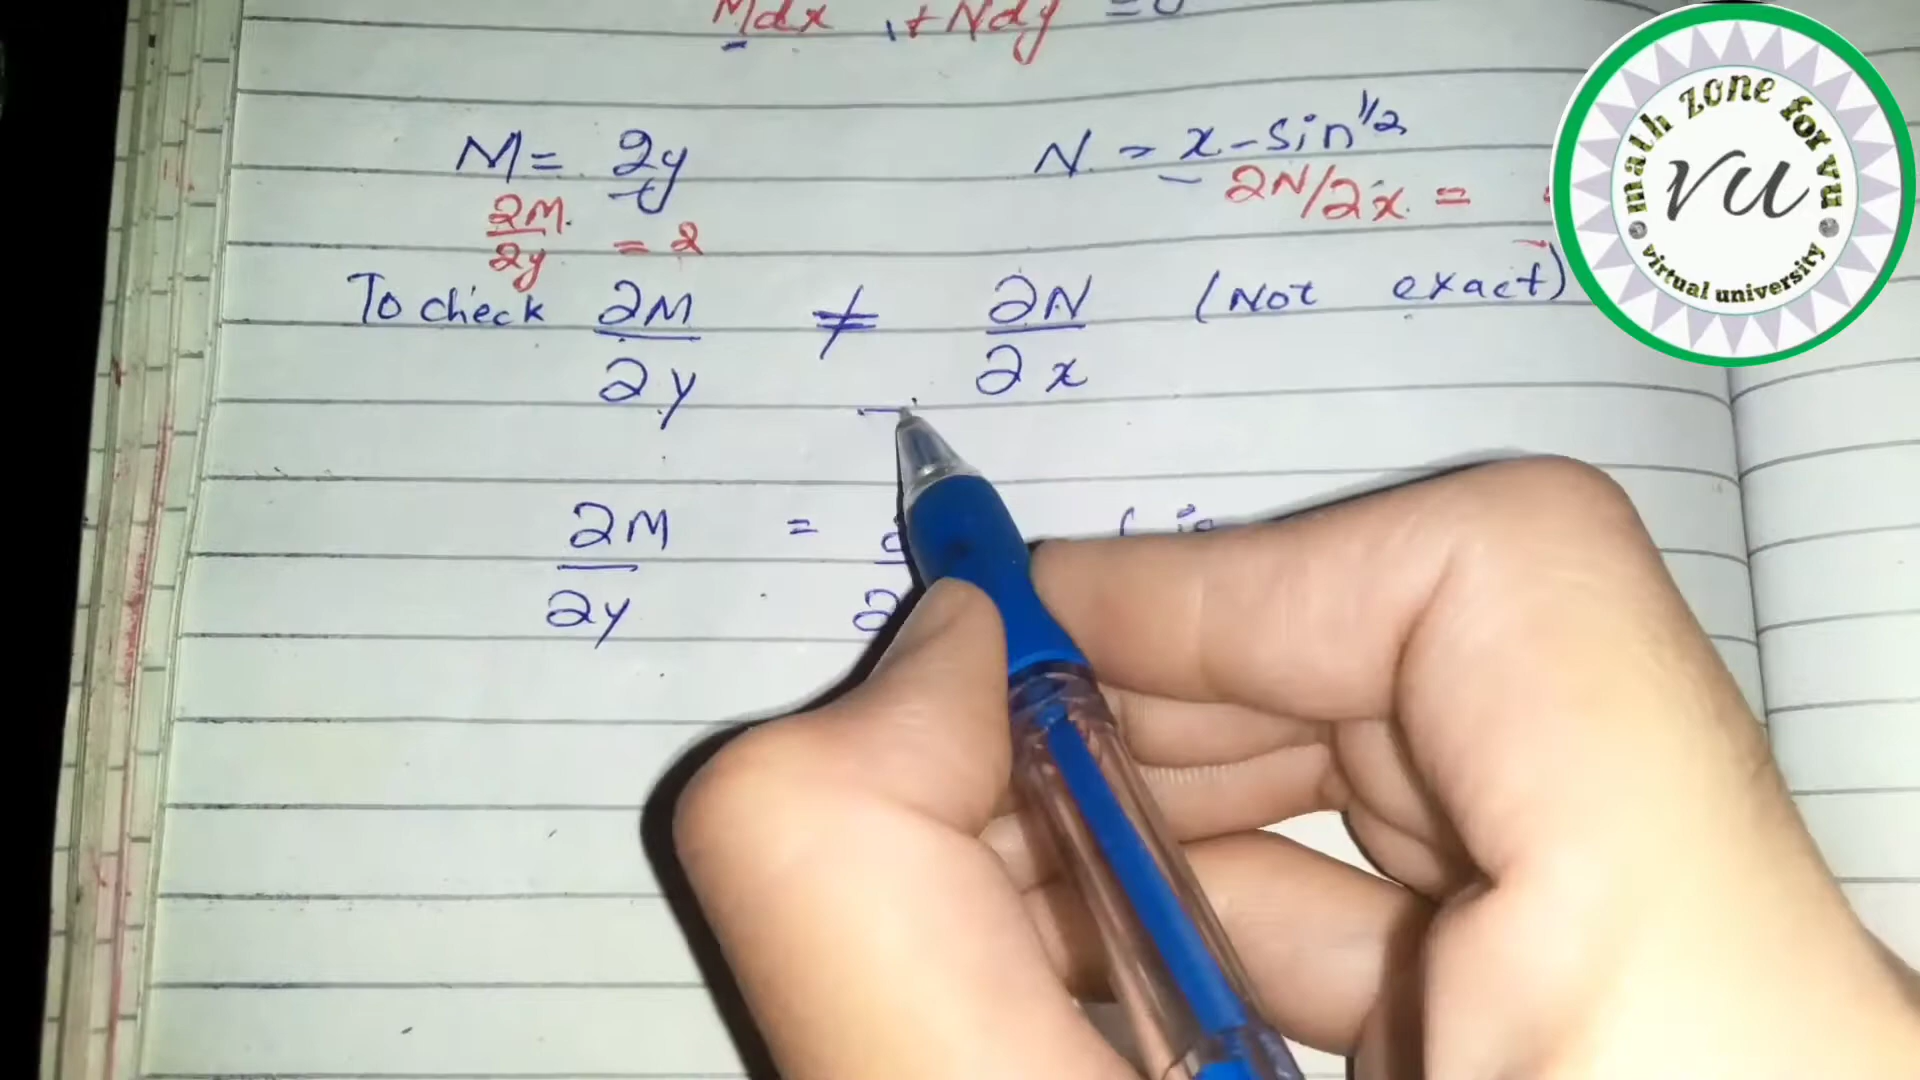 Mdx + Ndy = 0
M = 2y N = x - sin^1/2
∂M/∂y = 2 ∂N/∂x =
To check ∂M/∂y ≠ ∂N/∂x (Not exact)
∂M/∂y = ∂ ( is
math zone for vu
vu
virtual university